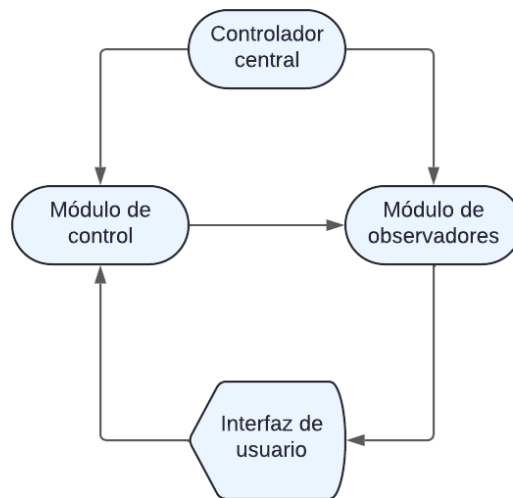 Controlador
central
Módulo de
control
Módulo de
observadores
Interfaz de
usuario